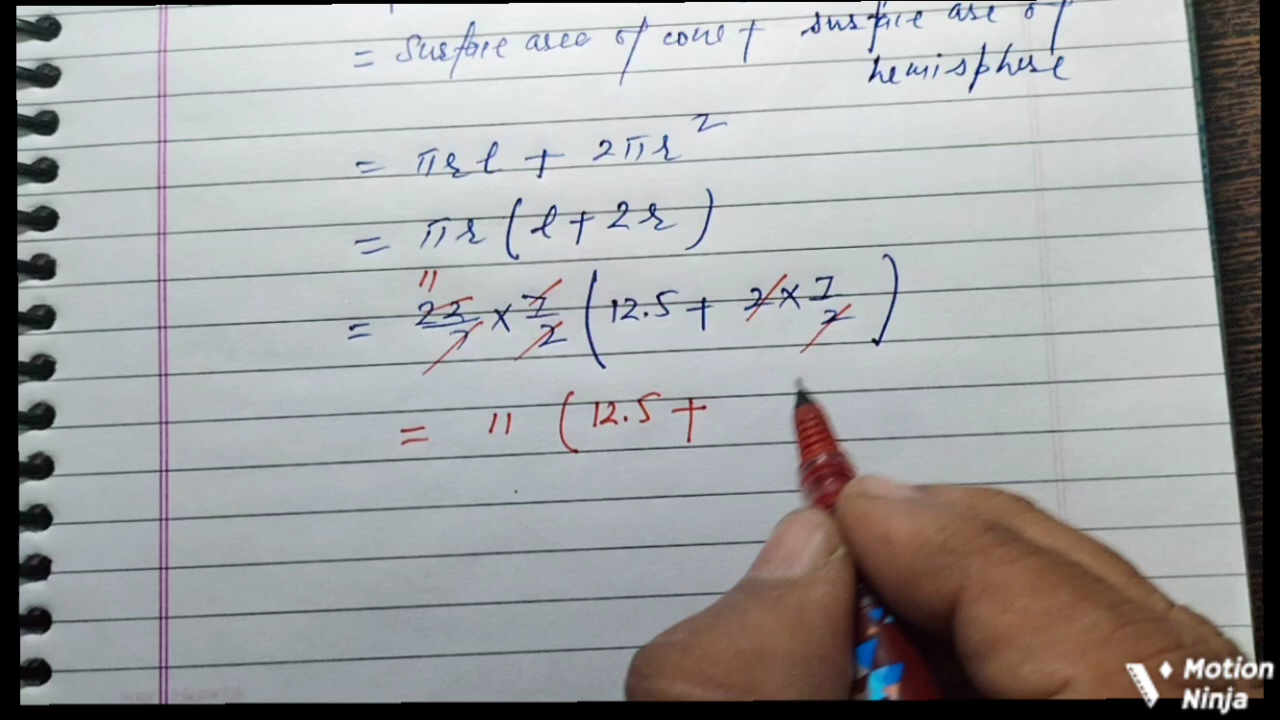 = Surface area of cone + surface are of
hemisphere
= πrl + 2πr²
= πr(l+2r)
11
= 22/7 × 7/2 (12.5 + 2×7/2)
= 11 (12.5 +
Motion
Ninja